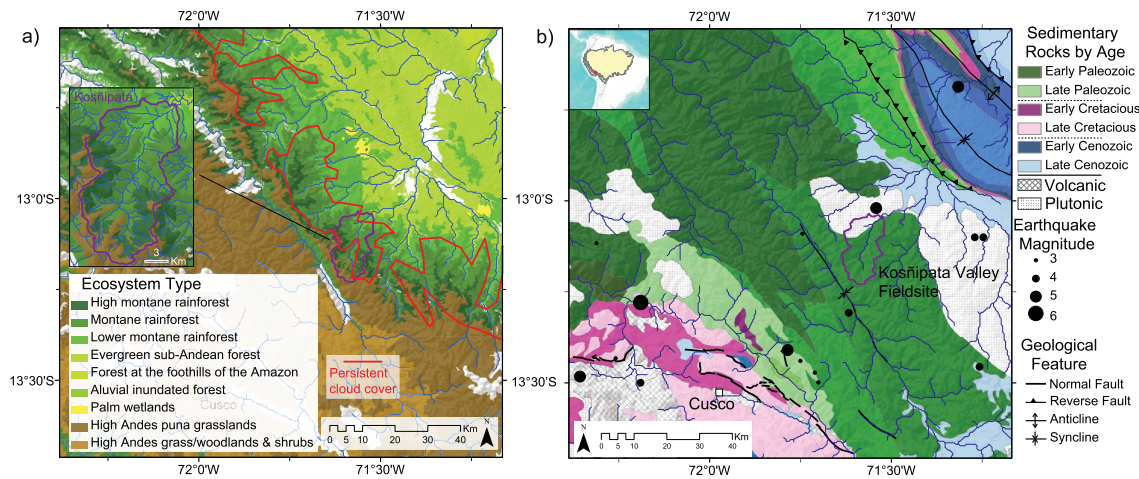 a)
72°0'W
71°30'W
13°0'S
13°30'S
Kosñipata
3
Km
Ecosystem Type
High montane rainforest
Montane rainforest
Lower montane rainforest
Evergreen sub-Andean forest
Forest at the foothills of the Amazon
Aluvial inundated forest
Palm wetlands
High Andes puna grasslands
High Andes grass/woodlands & shrubs
Cusco
Persistent
cloud cover
N
0 5 10 20 30 40
Km
72°0'W
71°30'W
b)
72°0'W
71°30'W
13°0'S
13°30'S
Kosñipata Valley
Fieldsite
Cusco
N
0 5 10 20 30 40
Km
72°0'W
71°30'W
Sedimentary
Rocks by Age
Early Paleozoic
Late Paleozoic
Early Cretacious
Late Cretacious
Early Cenozoic
Late Cenozoic
Volcanic
Plutonic
Earthquake
Magnitude
3
4
5
6
Geological
Feature
Normal Fault
Reverse Fault
Anticline
Syncline